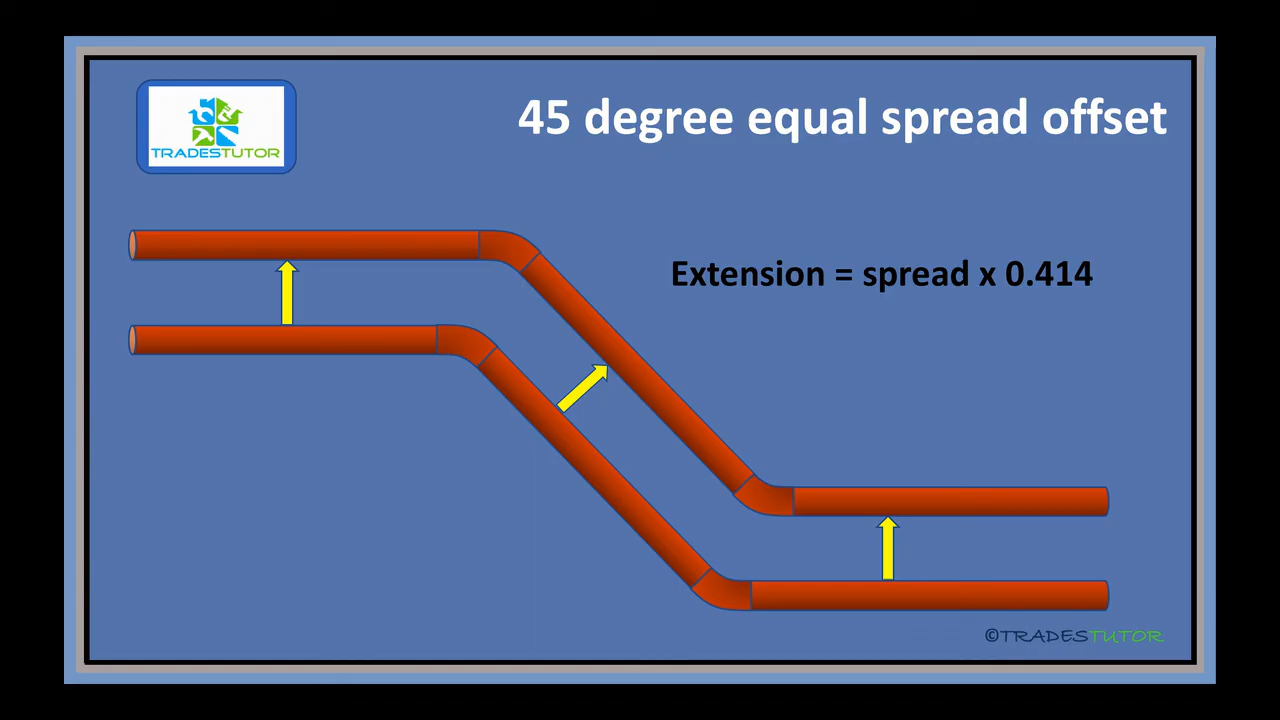 45 degree equal spread offset
TRADESTUTOR
Extension = spread x 0.414
©TRADESTUTOR